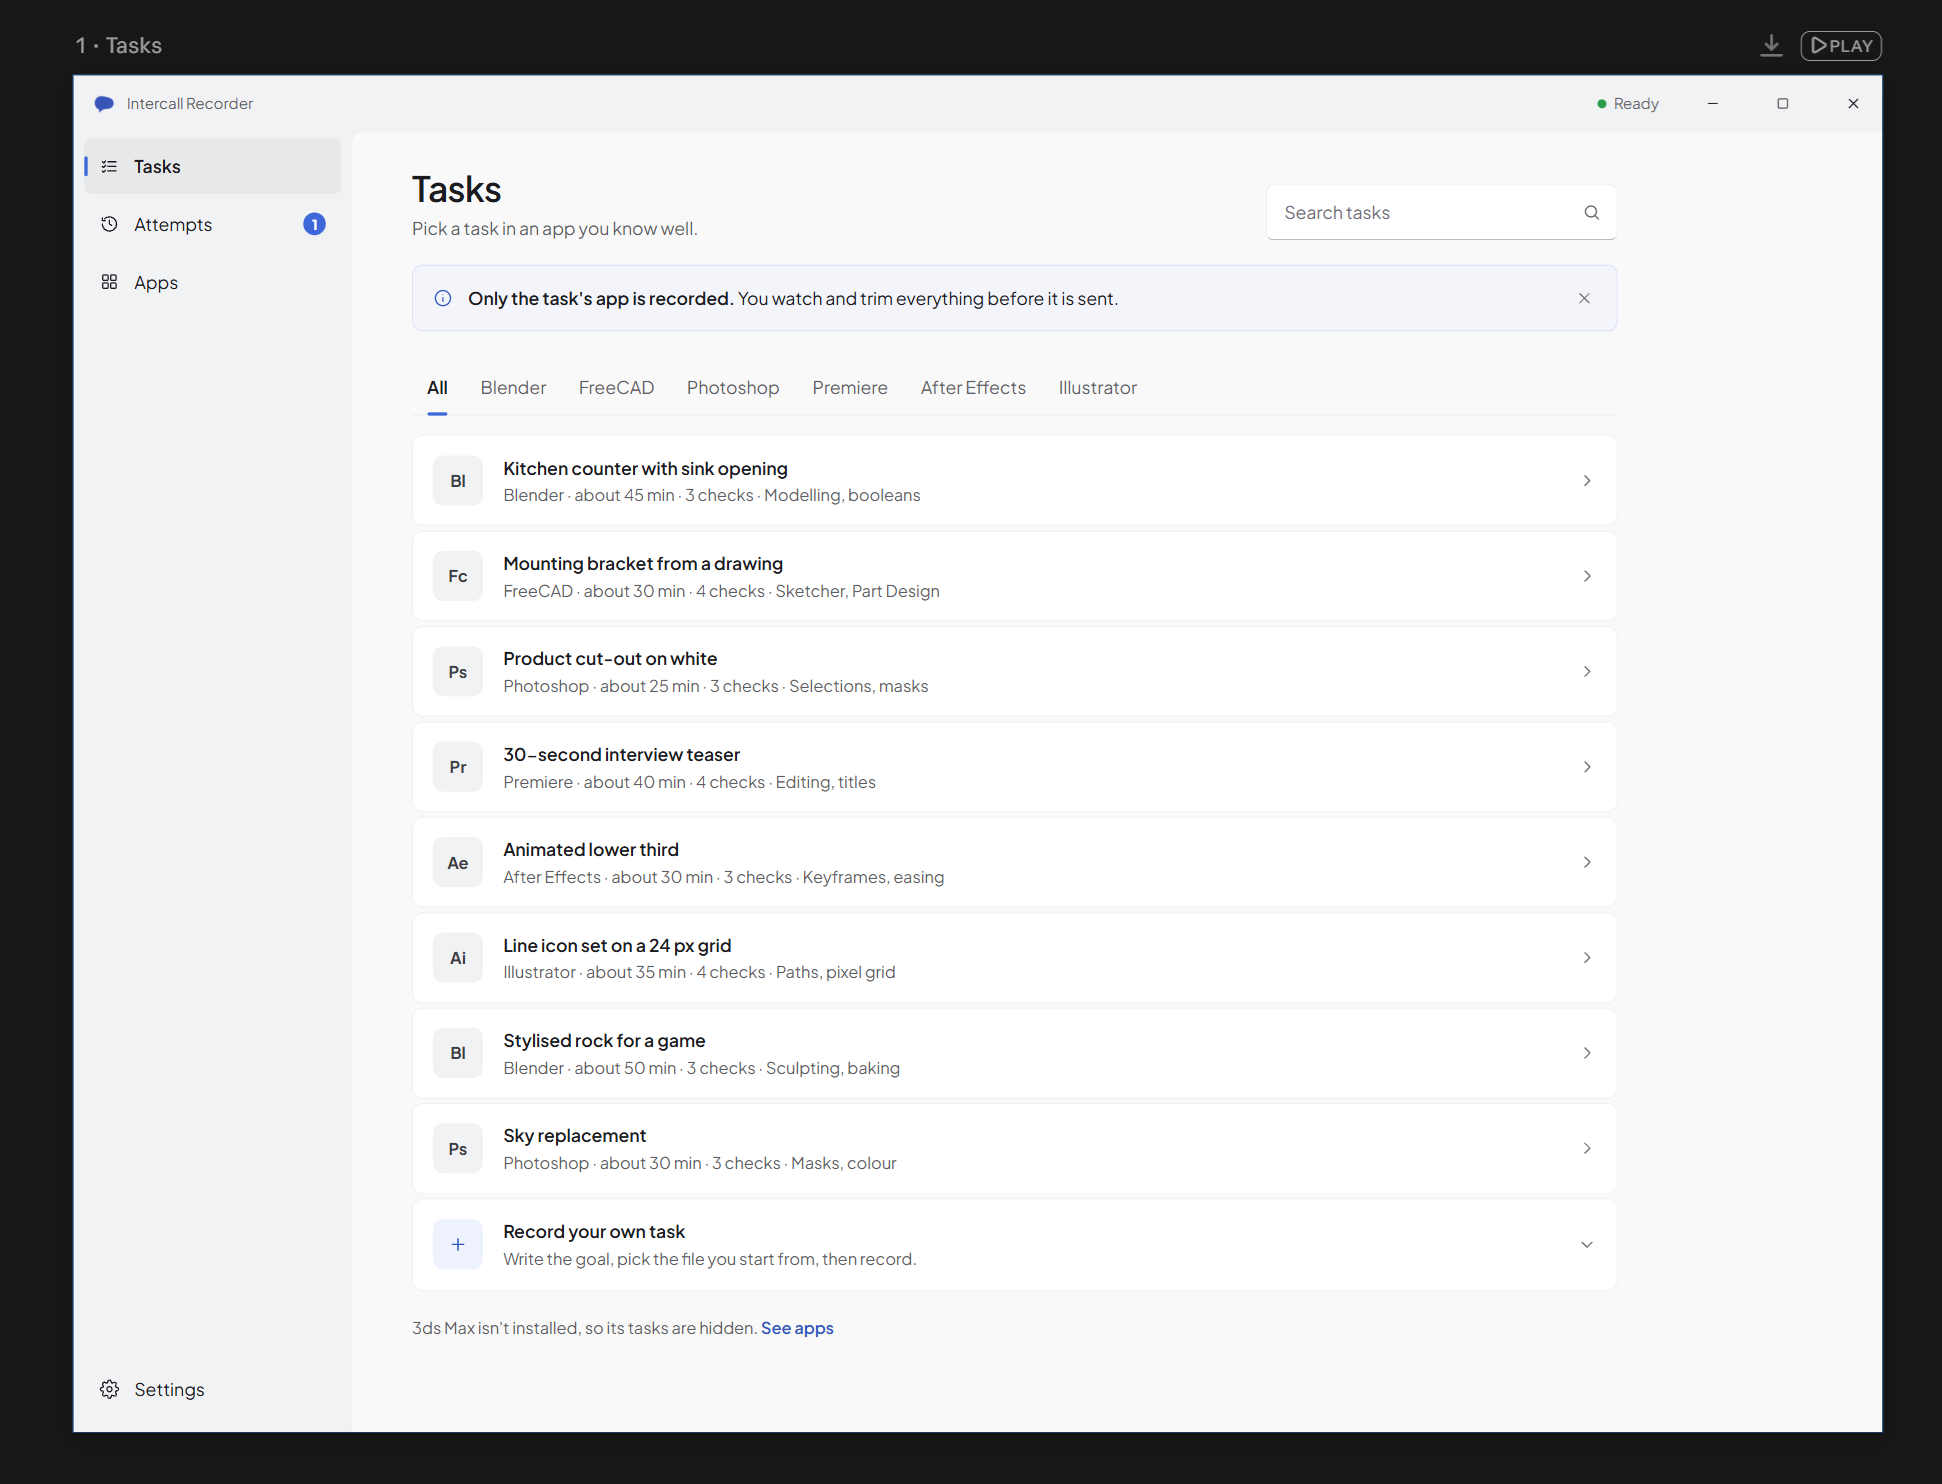 1 · Tasks
PLAY
Intercall Recorder
Ready
Tasks
Attempts
1
Apps
Settings
Tasks
Pick a task in an app you know well.
Search tasks
Only the task's app is recorded. You watch and trim everything before it is sent.
All Blender FreeCAD Photoshop Premiere After Effects Illustrator
Bl
Kitchen counter with sink opening
Blender · about 45 min · 3 checks · Modelling, booleans
Fc
Mounting bracket from a drawing
FreeCAD · about 30 min · 4 checks · Sketcher, Part Design
Ps
Product cut-out on white
Photoshop · about 25 min · 3 checks · Selections, masks
Pr
30-second interview teaser
Premiere · about 40 min · 4 checks · Editing, titles
Ae
Animated lower third
After Effects · about 30 min · 3 checks · Keyframes, easing
Ai
Line icon set on a 24 px grid
Illustrator · about 35 min · 4 checks · Paths, pixel grid
Bl
Stylised rock for a game
Blender · about 50 min · 3 checks · Sculpting, baking
Ps
Sky replacement
Photoshop · about 30 min · 3 checks · Masks, colour
Record your own task
Write the goal, pick the file you start from, then record.
3ds Max isn't installed, so its tasks are hidden. See apps